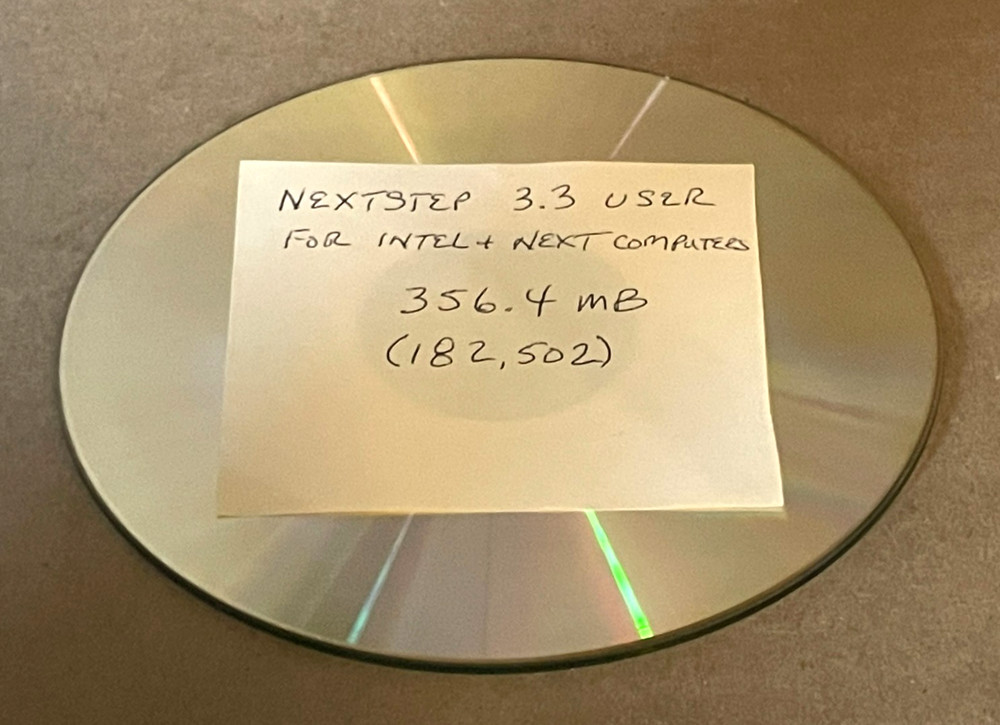 NEXTSTEP 3.3 USER
FOR INTEL + NEXT COMPUTERS
356.4 MB
(182,502)